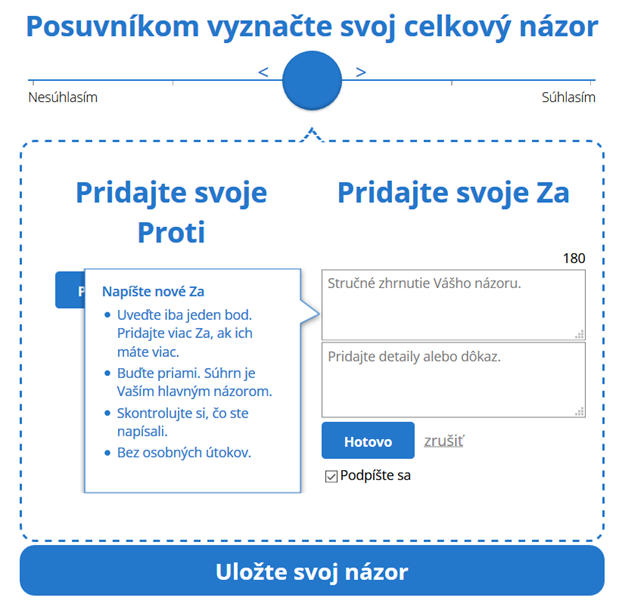 Posuvníkom vyznačte svoj celkový názor
< >
Nesúhlasím Súhlasím
Pridajte svoje
Proti
Pridajte svoje Za
180
Napíšte nové Za
• Uveďte iba jeden bod.
Pridajte viac Za, ak ich
máte viac.
• Buďte priami. Súhrn je
Vaším hlavným názorom.
• Skontrolujte si, čo ste
napísali.
• Bez osobných útokov.
Stručné zhrnutie Vášho názoru.
Pridajte detaily alebo dôkaz.
Hotovo zrušiť
Podpíšte sa
Uložte svoj názor